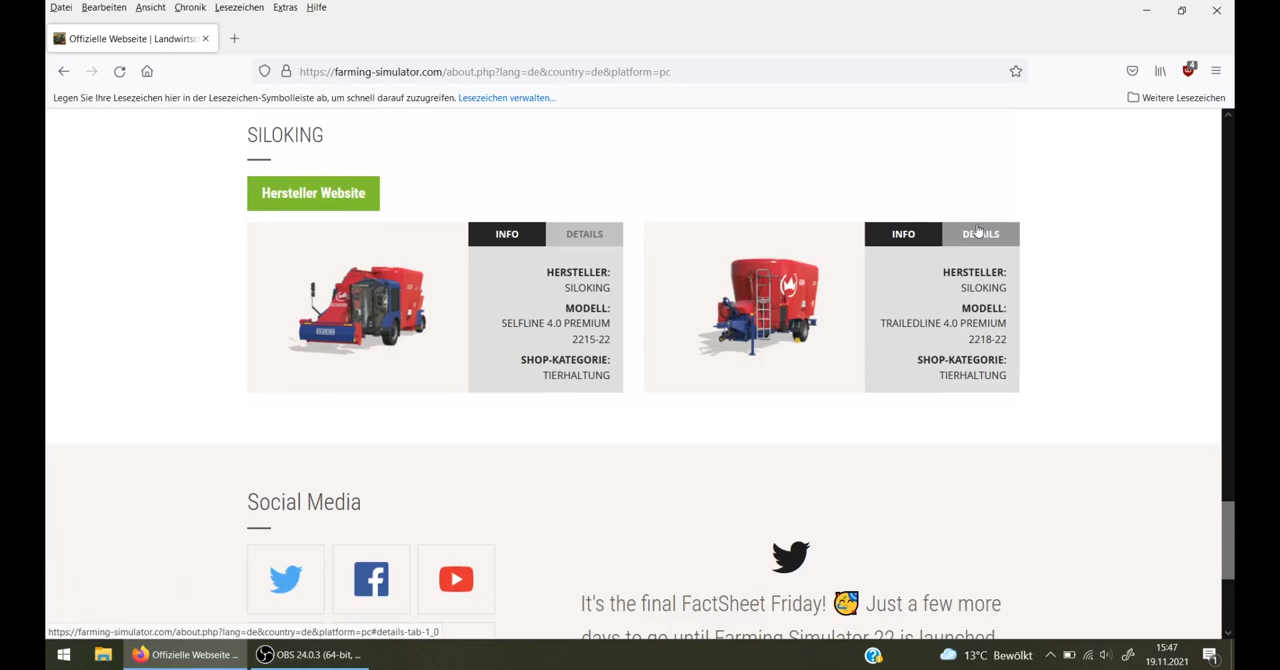 Datei Bearbeiten Ansicht Chronik Lesezeichen Extras Hilfe
Offizielle Webseite | Landwirtsc
https://farming-simulator.com/about.php?lang=de&country=de&platform=pc
4
Legen Sie Ihre Lesezeichen hier in der Lesezeichen-Symbolleiste ab, um schnell darauf zuzugreifen. Lesezeichen verwalten...
Weitere Lesezeichen
SILOKING
Hersteller Website
INFO DETAILS
HERSTELLER:
SILOKING
MODELL:
SELFLINE 4.0 PREMIUM
2215-22
SHOP-KATEGORIE:
TIERHALTUNG
INFO DETAILS
HERSTELLER:
SILOKING
MODELL:
TRAILEDLINE 4.0 PREMIUM
2218-22
SHOP-KATEGORIE:
TIERHALTUNG
Social Media
It's the final FactSheet Friday! 🥳 Just a few more
days to go until Farming Simulator 22 is launched
https://farming-simulator.com/about.php?lang=de&country=de&platform=pc#details-tab-1_0
Offizielle Webseite ...
OBS 24.0.3 (64-bit, ...
13°C Bewölkt
15:47
19.11.2021
1